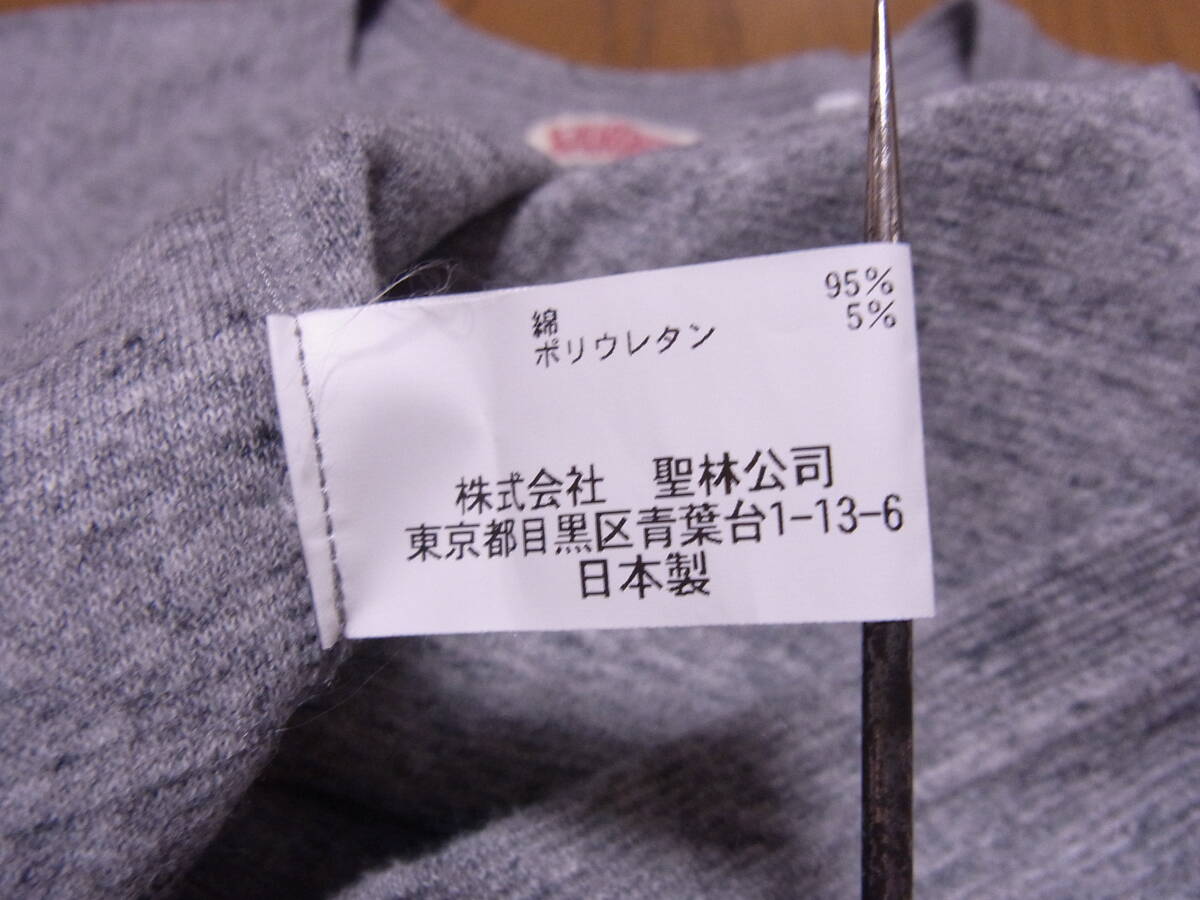 綿 95%
ポリウレタン 5%
株式会社 聖林公司
東京都目黒区青葉台1-13-6
日本製